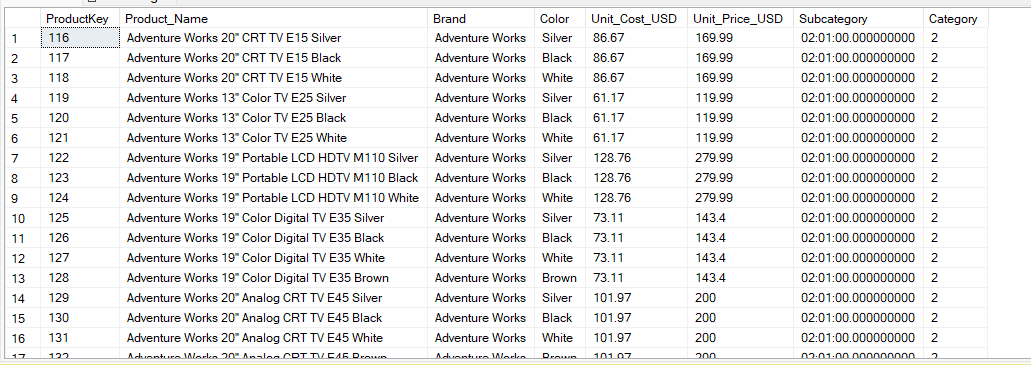 ProductKey Product_Name Brand Color Unit_Cost_USD Unit_Price_USD Subcategory Category
1 116 Adventure Works 20" CRT TV E15 Silver Adventure Works Silver 86.67 169.99 02:01:00.000000000 2
2 117 Adventure Works 20" CRT TV E15 Black Adventure Works Black 86.67 169.99 02:01:00.000000000 2
3 118 Adventure Works 20" CRT TV E15 White Adventure Works White 86.67 169.99 02:01:00.000000000 2
4 119 Adventure Works 13" Color TV E25 Silver Adventure Works Silver 61.17 119.99 02:01:00.000000000 2
5 120 Adventure Works 13" Color TV E25 Black Adventure Works Black 61.17 119.99 02:01:00.000000000 2
6 121 Adventure Works 13" Color TV E25 White Adventure Works White 61.17 119.99 02:01:00.000000000 2
7 122 Adventure Works 19" Portable LCD HDTV M110 Silver Adventure Works Silver 128.76 279.99 02:01:00.000000000 2
8 123 Adventure Works 19" Portable LCD HDTV M110 Black Adventure Works Black 128.76 279.99 02:01:00.000000000 2
9 124 Adventure Works 19" Portable LCD HDTV M110 White Adventure Works White 128.76 279.99 02:01:00.000000000 2
10 125 Adventure Works 19" Color Digital TV E35 Silver Adventure Works Silver 73.11 143.4 02:01:00.000000000 2
11 126 Adventure Works 19" Color Digital TV E35 Black Adventure Works Black 73.11 143.4 02:01:00.000000000 2
12 127 Adventure Works 19" Color Digital TV E35 White Adventure Works White 73.11 143.4 02:01:00.000000000 2
13 128 Adventure Works 19" Color Digital TV E35 Brown Adventure Works Brown 73.11 143.4 02:01:00.000000000 2
14 129 Adventure Works 20" Analog CRT TV E45 Silver Adventure Works Silver 101.97 200 02:01:00.000000000 2
15 130 Adventure Works 20" Analog CRT TV E45 Black Adventure Works Black 101.97 200 02:01:00.000000000 2
16 131 Adventure Works 20" Analog CRT TV E45 White Adventure Works White 101.97 200 02:01:00.000000000 2
17 132 Adventure Works 20" Analog CRT TV E45 Brown Adventure Works Brown 101.97 200 02:01:00.000000000 2